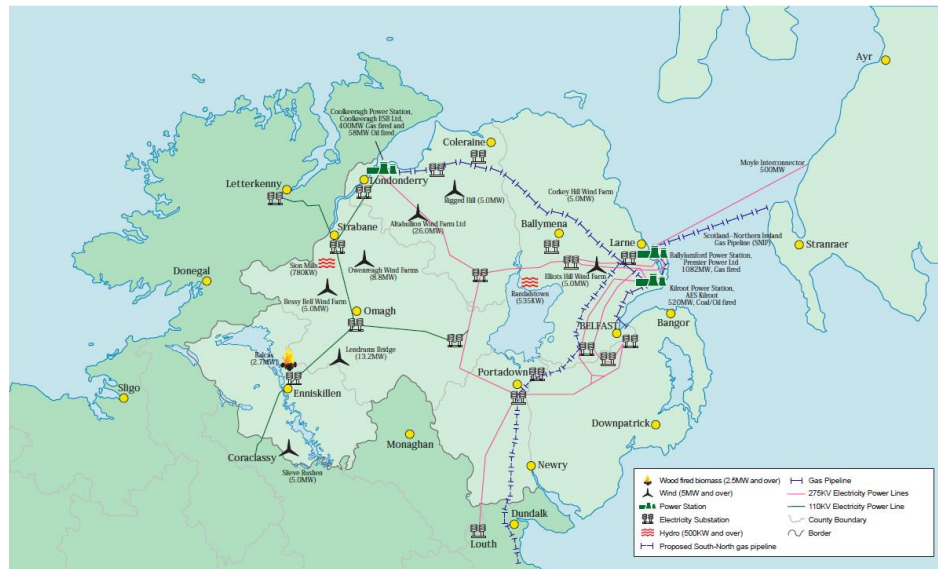 Ayr
Coolkeeragh Power Station,
Coolkeeragh ESB Ltd,
400MW Gas fired and
58MW Oil fired
Coleraine
Moyle Interconnector
500MW
Letterkenny
Londonderry
Rigged Hill (5.0MW)
Corkey Hill Wind Farm
(5.0MW)
Altahullion Wind Farm Ltd
(26.0MW)
Ballymena
Strabane
Larne
Scotland-Northern Ireland
Gas Pipeline (SNIP)
Stranraer
Sion Mills
(780KW)
Owenreagh Wind Farms
(8.8MW)
Elliots Hill Wind Farm
(5.0MW)
Ballylumford Power Station,
Premier Power Ltd
1082MW, Gas fired
Donegal
Bessy Bell Wind Farm
(5.0MW)
Randalstown
(535KW)
Kilroot Power Station,
AES Kilroot
520MW, Coal/Oil fired
Omagh
BELFAST
Bangor
Balcas
(2.7MW)
Lendrums Bridge
(13.2MW)
Portadown
Sligo
Enniskillen
Downpatrick
Monaghan
Coraclassy
Slieve Rushen
(5.0MW)
Newry
Dundalk
Louth
Wood fired biomass (2.5MW and over)
Wind (5MW and over)
Power Station
Electricity Substation
Hydro (500KW and over)
Proposed South-North gas pipeline
Gas Pipeline
275KV Electricity Power Lines
110KV Electricity Power Line
County Boundary
Border